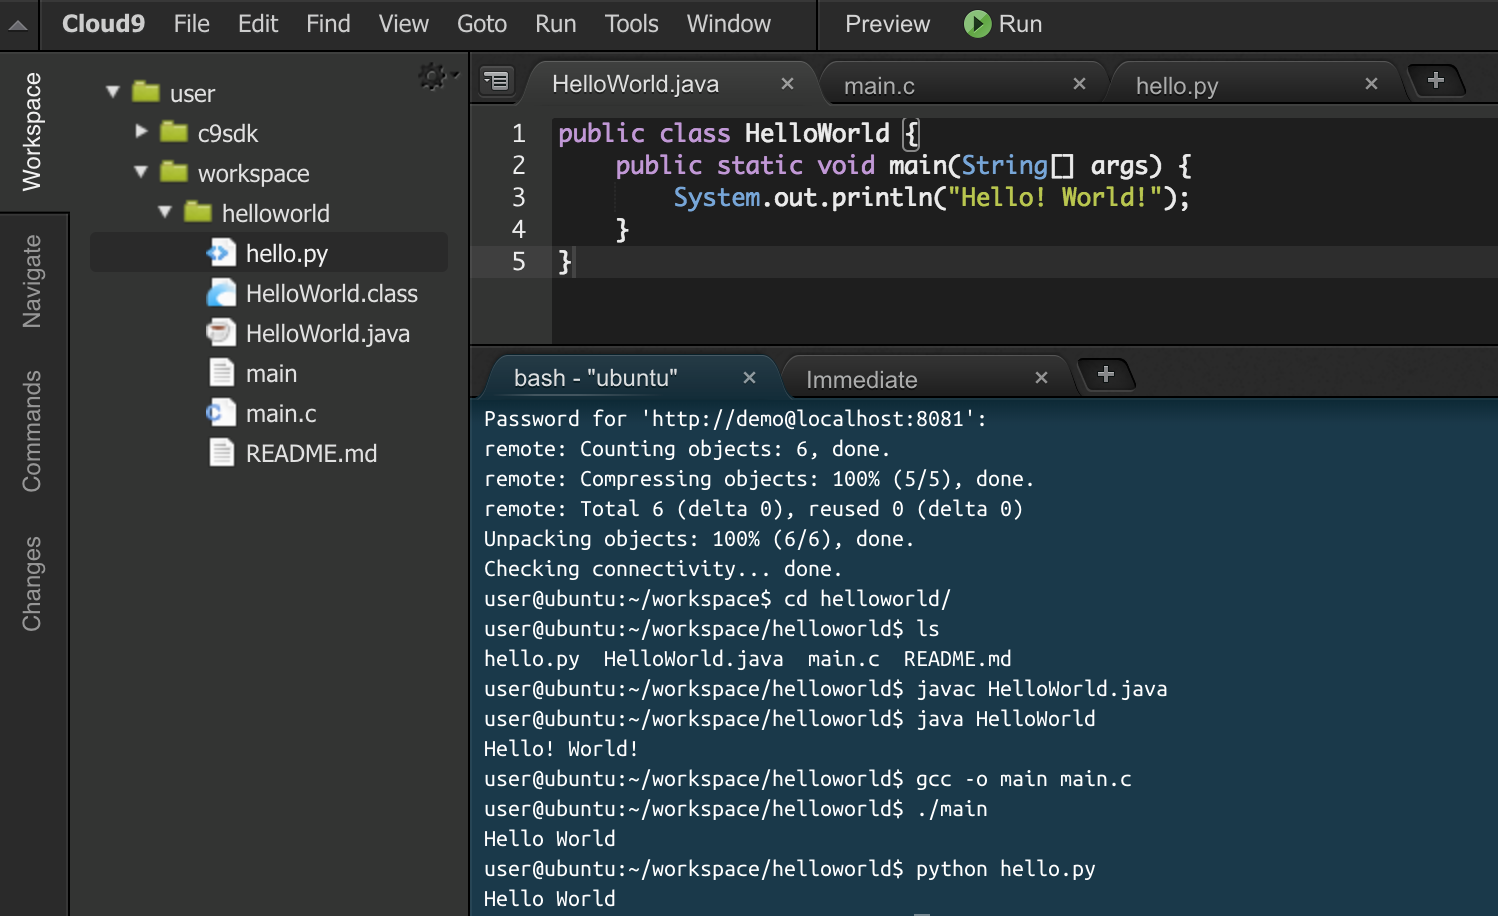 Cloud9 File Edit Find View Goto Run Tools Window Preview Run
Workspace
Navigate
Commands
Changes
user
c9sdk
workspace
helloworld
hello.py
HelloWorld.class
HelloWorld.java
main
main.c
README.md
HelloWorld.java × main.c × hello.py × +
1 public class HelloWorld {
2     public static void main(String[] args) {
3         System.out.println("Hello! World!");
4     }
5 }
bash - "ubuntu" × Immediate × +
Password for 'http://demo@localhost:8081':
remote: Counting objects: 6, done.
remote: Compressing objects: 100% (5/5), done.
remote: Total 6 (delta 0), reused 0 (delta 0)
Unpacking objects: 100% (6/6), done.
Checking connectivity... done.
user@ubuntu:~/workspace$ cd helloworld/
user@ubuntu:~/workspace/helloworld$ ls
hello.py  HelloWorld.java  main.c  README.md
user@ubuntu:~/workspace/helloworld$ javac HelloWorld.java
user@ubuntu:~/workspace/helloworld$ java HelloWorld
Hello! World!
user@ubuntu:~/workspace/helloworld$ gcc -o main main.c
user@ubuntu:~/workspace/helloworld$ ./main
Hello World
user@ubuntu:~/workspace/helloworld$ python hello.py
Hello World